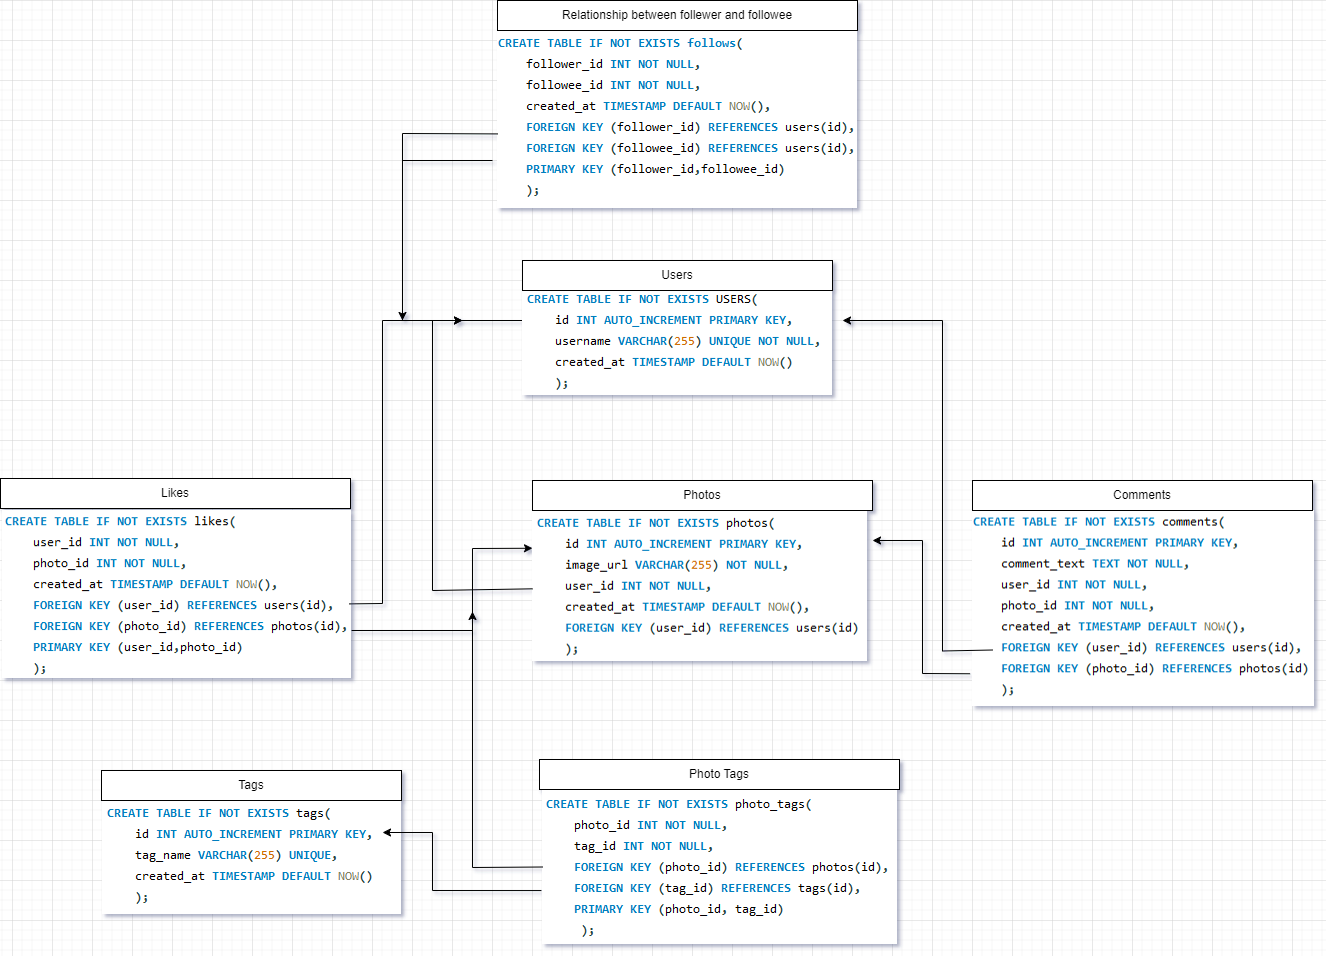 Relationship between follewer and followee
CREATE TABLE IF NOT EXISTS follows(
follower_id INT NOT NULL,
followee_id INT NOT NULL,
created_at TIMESTAMP DEFAULT NOW(),
FOREIGN KEY (follower_id) REFERENCES users(id),
FOREIGN KEY (followee_id) REFERENCES users(id),
PRIMARY KEY (follower_id,followee_id)
);
Users
CREATE TABLE IF NOT EXISTS USERS(
id INT AUTO_INCREMENT PRIMARY KEY,
username VARCHAR(255) UNIQUE NOT NULL,
created_at TIMESTAMP DEFAULT NOW()
);
Likes
CREATE TABLE IF NOT EXISTS likes(
user_id INT NOT NULL,
photo_id INT NOT NULL,
created_at TIMESTAMP DEFAULT NOW(),
FOREIGN KEY (user_id) REFERENCES users(id),
FOREIGN KEY (photo_id) REFERENCES photos(id),
PRIMARY KEY (user_id,photo_id)
);
Photos
CREATE TABLE IF NOT EXISTS photos(
id INT AUTO_INCREMENT PRIMARY KEY,
image_url VARCHAR(255) NOT NULL,
user_id INT NOT NULL,
created_at TIMESTAMP DEFAULT NOW(),
FOREIGN KEY (user_id) REFERENCES users(id)
);
Comments
CREATE TABLE IF NOT EXISTS comments(
id INT AUTO_INCREMENT PRIMARY KEY,
comment_text TEXT NOT NULL,
user_id INT NOT NULL,
photo_id INT NOT NULL,
created_at TIMESTAMP DEFAULT NOW(),
FOREIGN KEY (user_id) REFERENCES users(id),
FOREIGN KEY (photo_id) REFERENCES photos(id)
);
Tags
CREATE TABLE IF NOT EXISTS tags(
id INT AUTO_INCREMENT PRIMARY KEY,
tag_name VARCHAR(255) UNIQUE,
created_at TIMESTAMP DEFAULT NOW()
);
Photo Tags
CREATE TABLE IF NOT EXISTS photo_tags(
photo_id INT NOT NULL,
tag_id INT NOT NULL,
FOREIGN KEY (photo_id) REFERENCES photos(id),
FOREIGN KEY (tag_id) REFERENCES tags(id),
PRIMARY KEY (photo_id, tag_id)
);